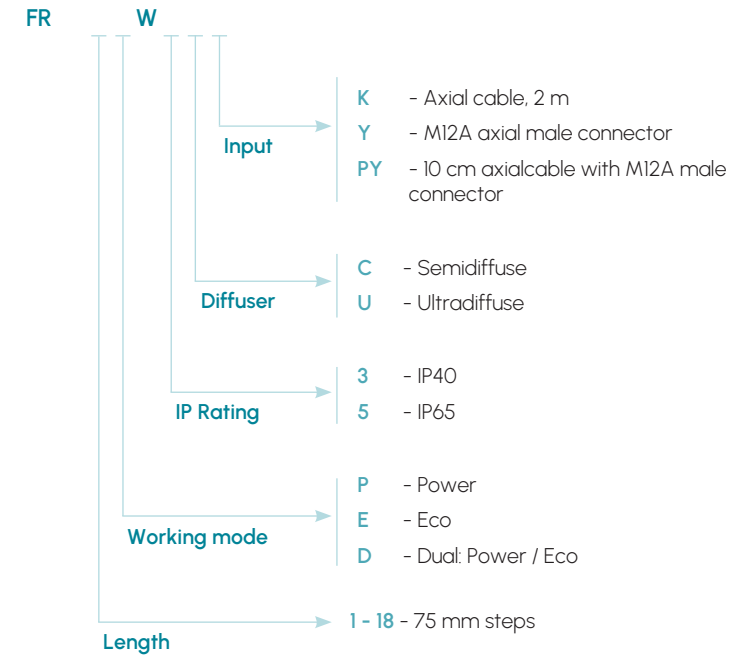 FR W
K - Axial cable, 2 m
Y - M12A axial male connector
Input
PY - 10 cm axialcable with M12A male
connector
C - Semidiffuse
Diffuser
U - Ultradiffuse
3 - IP40
IP Rating
5 - IP65
P - Power
E - Eco
Working mode
D - Dual: Power / Eco
1 - 18 - 75 mm steps
Length